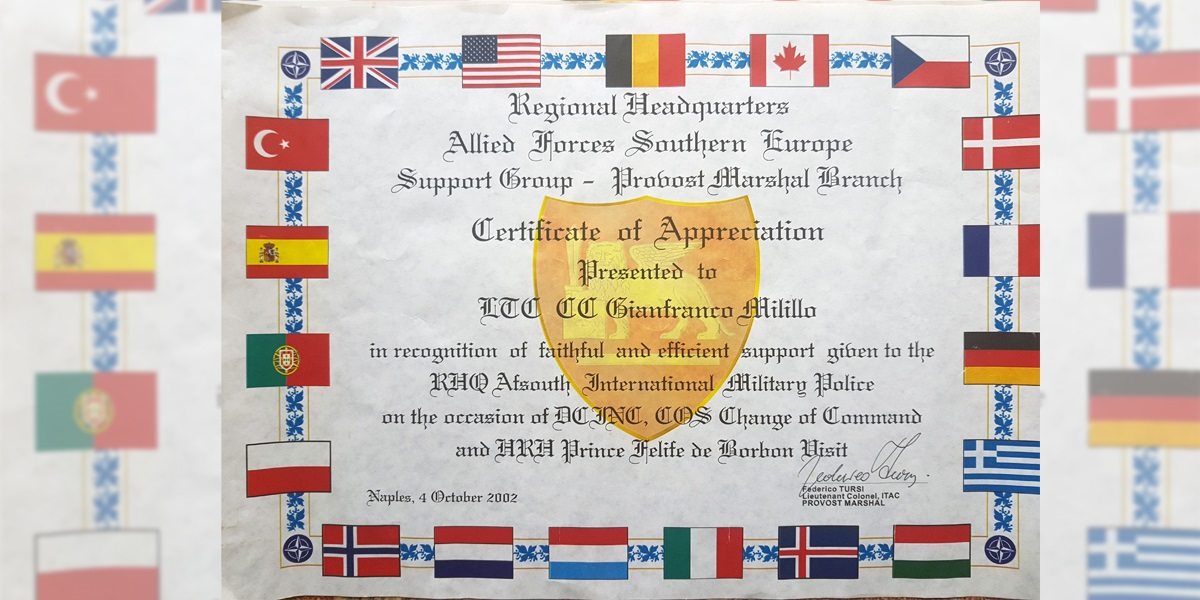 Regional Headquarters
Allied Forces Southern Europe
Support Group - Provost Marshal Branch
Certificate of Appreciation
Presented to
LTC CC Gianfranco Milillo
in recognition of faithful and efficient support given to the
RHQ Afsouth International Military Police
on the occasion of DCINC, COS Change of Command
and HRH Prince Felife de Borbon Visit
Naples, 4 October 2002
Federico TURSI
Lieutenant Colonel, ITAC
PROVOST MARSHAL